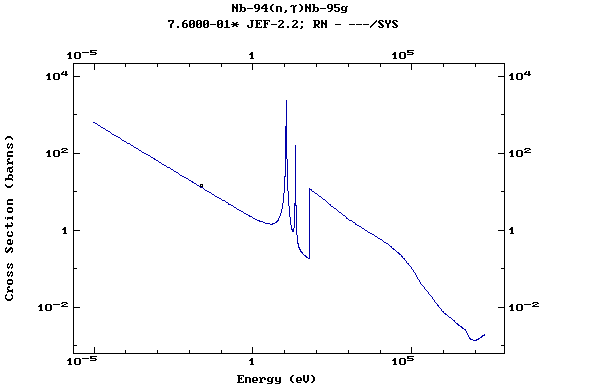 Nb-94(n,γ)Nb-95g
7.6000-01* JEF-2.2; RN - ---/SYS
10⁻⁵ 1 10⁵
10⁴ 10⁴
10² 10²
1 1
10⁻² 10⁻²
10⁻⁵ 1 10⁵
Cross Section (barns)
Energy (eV)